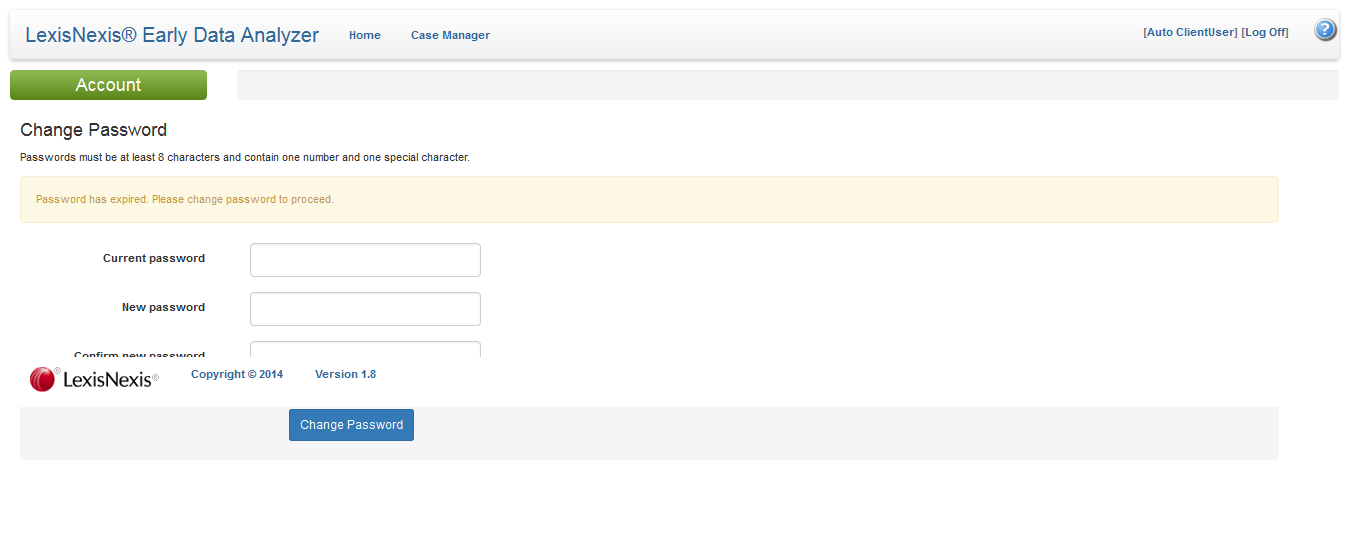 LexisNexis® Early Data Analyzer Home Case Manager [Auto ClientUser] [Log Off] ?
Account
Change Password
Passwords must be at least 8 characters and contain one number and one special character.
Password has expired. Please change password to proceed.
Current password
New password
Confirm new password
® LexisNexis® Copyright © 2014 Version 1.8
Change Password